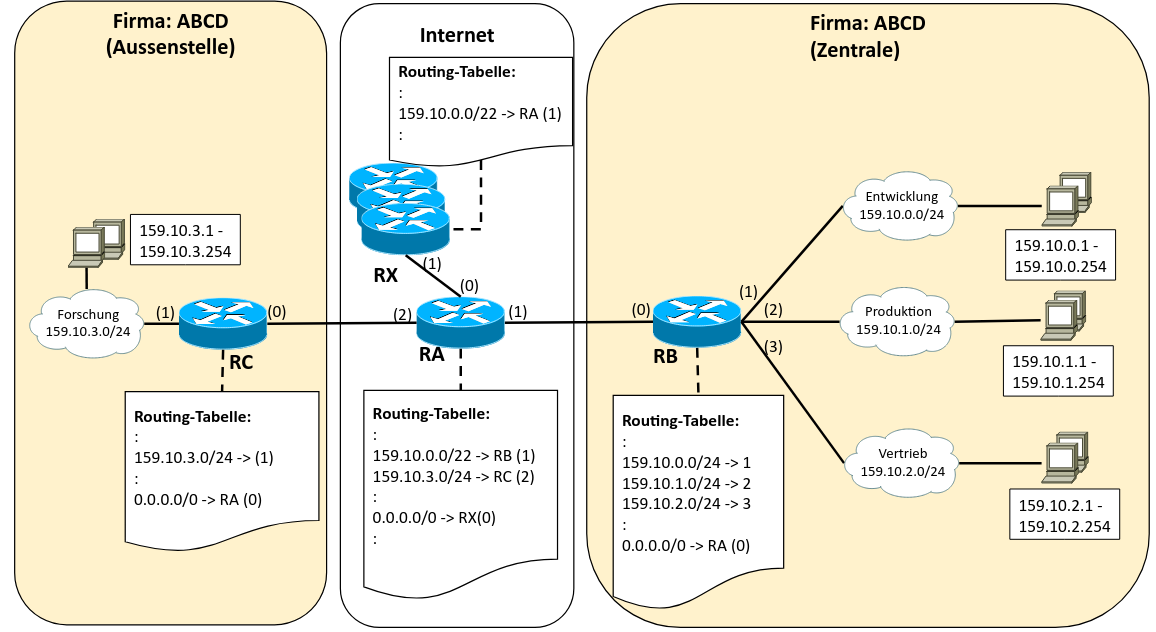 Firma: ABCD
(Aussenstelle)
159.10.3.1 -
159.10.3.254
Forschung
159.10.3.0/24
(1)
(0)
RC
Routing-Tabelle:
:
159.10.3.0/24 -> (1)
:
0.0.0.0/0 -> RA (0)
Internet
Routing-Tabelle:
:
159.10.0.0/22 -> RA (1)
:
RX
(1)
(0)
(2)
(1)
RA
Routing-Tabelle:
:
159.10.0.0/22 -> RB (1)
159.10.3.0/24 -> RC (2)
:
0.0.0.0/0 -> RX(0)
:
Firma: ABCD
(Zentrale)
(0)
(1)
(2)
(3)
RB
Routing-Tabelle:
:
159.10.0.0/24 -> 1
159.10.1.0/24 -> 2
159.10.2.0/24 -> 3
:
0.0.0.0/0 -> RA (0)
Entwicklung
159.10.0.0/24
159.10.0.1 -
159.10.0.254
Produktion
159.10.1.0/24
159.10.1.1 -
159.10.1.254
Vertrieb
159.10.2.0/24
159.10.2.1 -
159.10.2.254